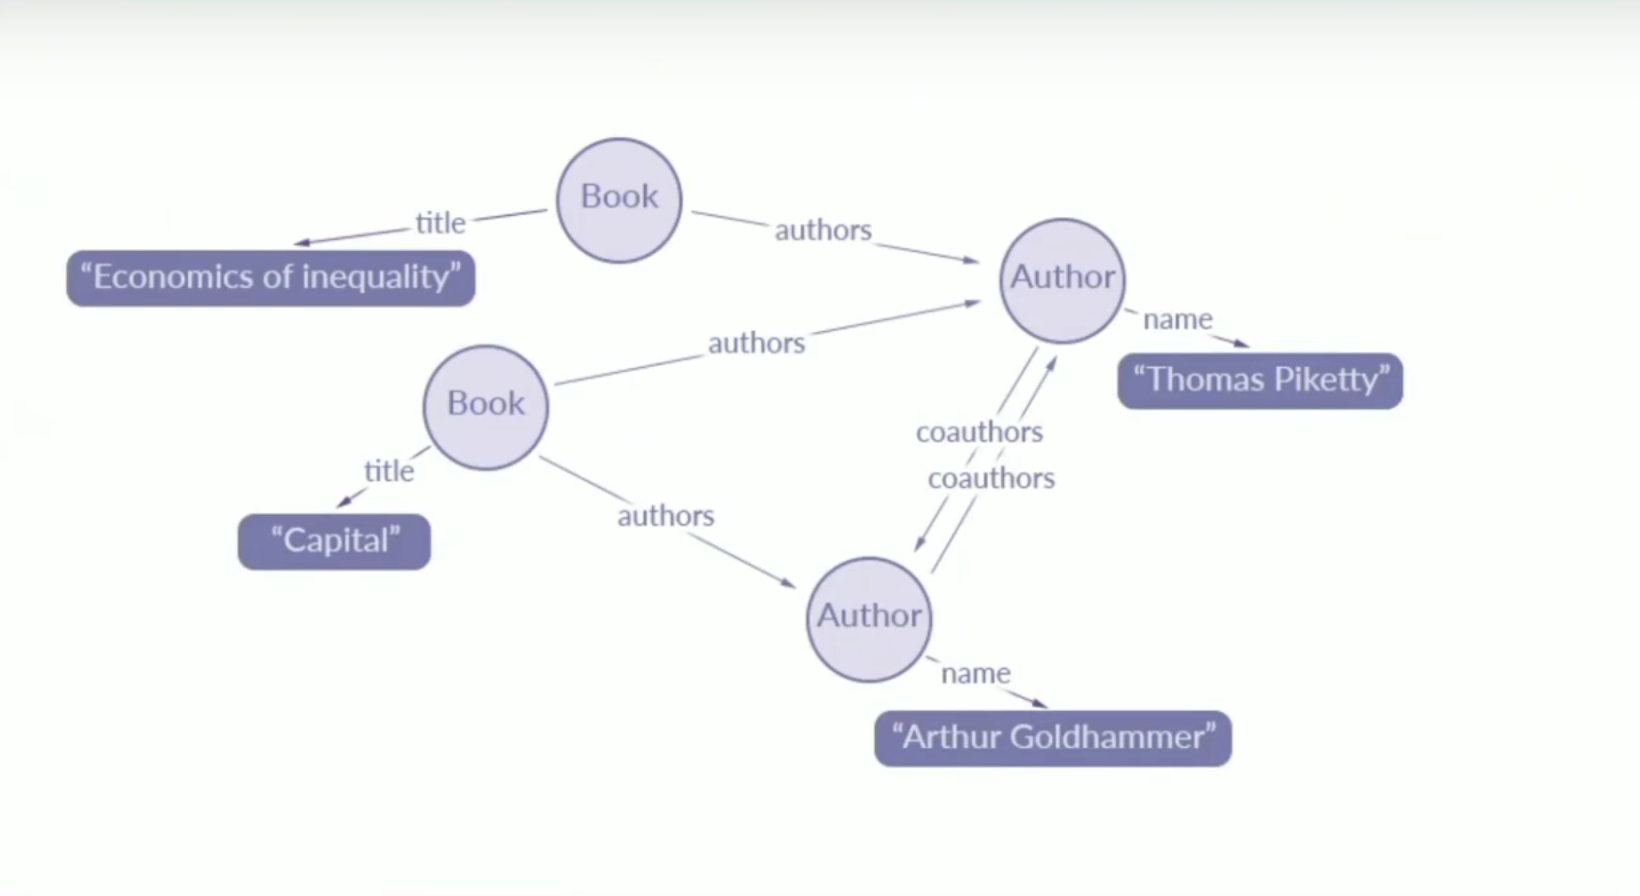 Book
title
authors
“Economics of inequality”
Author
name
authors
“Thomas Piketty”
Book
coauthors
title
coauthors
authors
“Capital”
Author
name
“Arthur Goldhammer”